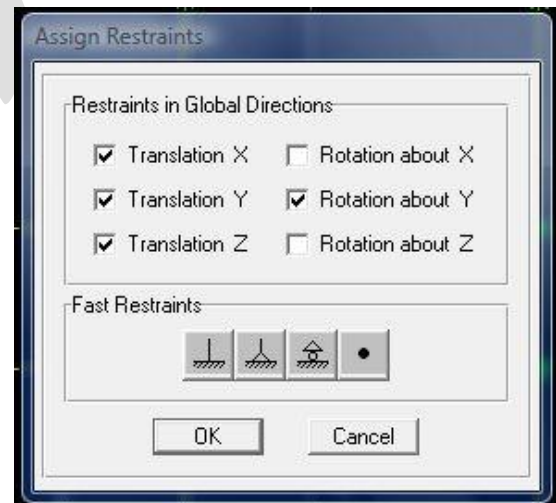 Assign Restraints
Restraints in Global Directions
Translation X Rotation about X
Translation Y Rotation about Y
Translation Z Rotation about Z
Fast Restraints
OK Cancel